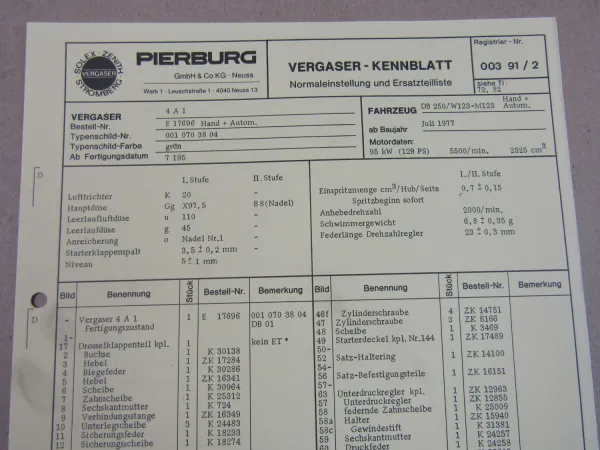 SOLEX-ZENITH
VERGASER
STROMBERG
PIERBURG
GmbH & Co KG · Neuss
Werk 1 · Leuschstraße 1 · 4040 Neuss 13
VERGASER - KENNBLATT
Normaleinstellung und Ersatzteilliste
Registrier - Nr.
003 91 / 2
siehe TI:
72, 82
VERGASER 4 A 1
Bestell-Nr. E 17696 Hand + Autom.
Typenschild-Nr. 001 070 38 04
Typenschild-Farbe grün
Ab Fertigungsdatum 7 195
FAHRZEUG DB 250/W123-M123 Hand + Autom.
ab Baujahr Juli 1977
Motordaten:
95 kW (129 PS) 5500/min. 2525 cm³
I. Stufe II. Stufe
Lufttrichter K 20 -
Hauptdüse Gg X97,5 B8(Nadel)
Leerlaufluftdüse u 110 -
Leerlaufdüse g 45 -
Anreicherung o Nadel Nr.1 -
Starterklappenspalt 3,5 ± 0,2 mm -
Niveau 5 ± 1 mm
I./II. Stufe
Einspritzmenge cm³/Hub/Seite 0,7 ± 0,15
Spritzbeginn sofort
Anhebedrehzahl 2000/min.
Schwimmergewicht 6,8 ± 0,35 g
Federlänge Drehzahlregler 23 ± 0,3 mm
Bild Benennung Stück Bestell-Nr. Bemerkung
- Vergaser 4 A 1 1 E 17696 001 070 38 04
Fertigungszustand DB 01
1-
17 Drosselklappenteil kpl. 1 kein ET *
2 Buchse 1 K 30138
3 Hebel 1 ZK 17284
4 Biegefeder 1 K 30286
5 Hebel 1 ZK 16341
6 Scheibe 1 K 30964
7 Zahnscheibe 1 K 25312
8 Sechskantmutter 1 K 724
9 Verbindungstange 1 ZK 16349
10 Unterlegscheibe 3 K 24483
11 Sicherungsfeder 1 K 18233
12 Sicherungsscheibe 1 K 18274
Bild Benennung Stück Bestell-Nr. Bemerkung
46f Zylinderschraube 4 ZK 14751
47 Zylinderschraube 2 ZK 8166
48 Scheibe 1 K 3469
49 Starterdeckel kpl. Nr.144 1 ZK 17489
50-
52 Satz-Haltering 1 ZK 14100
54-
56 Satz-Befestigungsteile 1 ZK 16151
57-
63 Unterdruckregler kpl. 1 ZK 12963
57 Unterdruckregler 1 ZK 12855
58 federnde Zahnscheibe 1 K 25009
58a Halter 1 ZK 15940
58c Gewindestift 1 K 31381
59 Sechskantmutter 1 K 24257
60 Druckfeder 1 K 24258